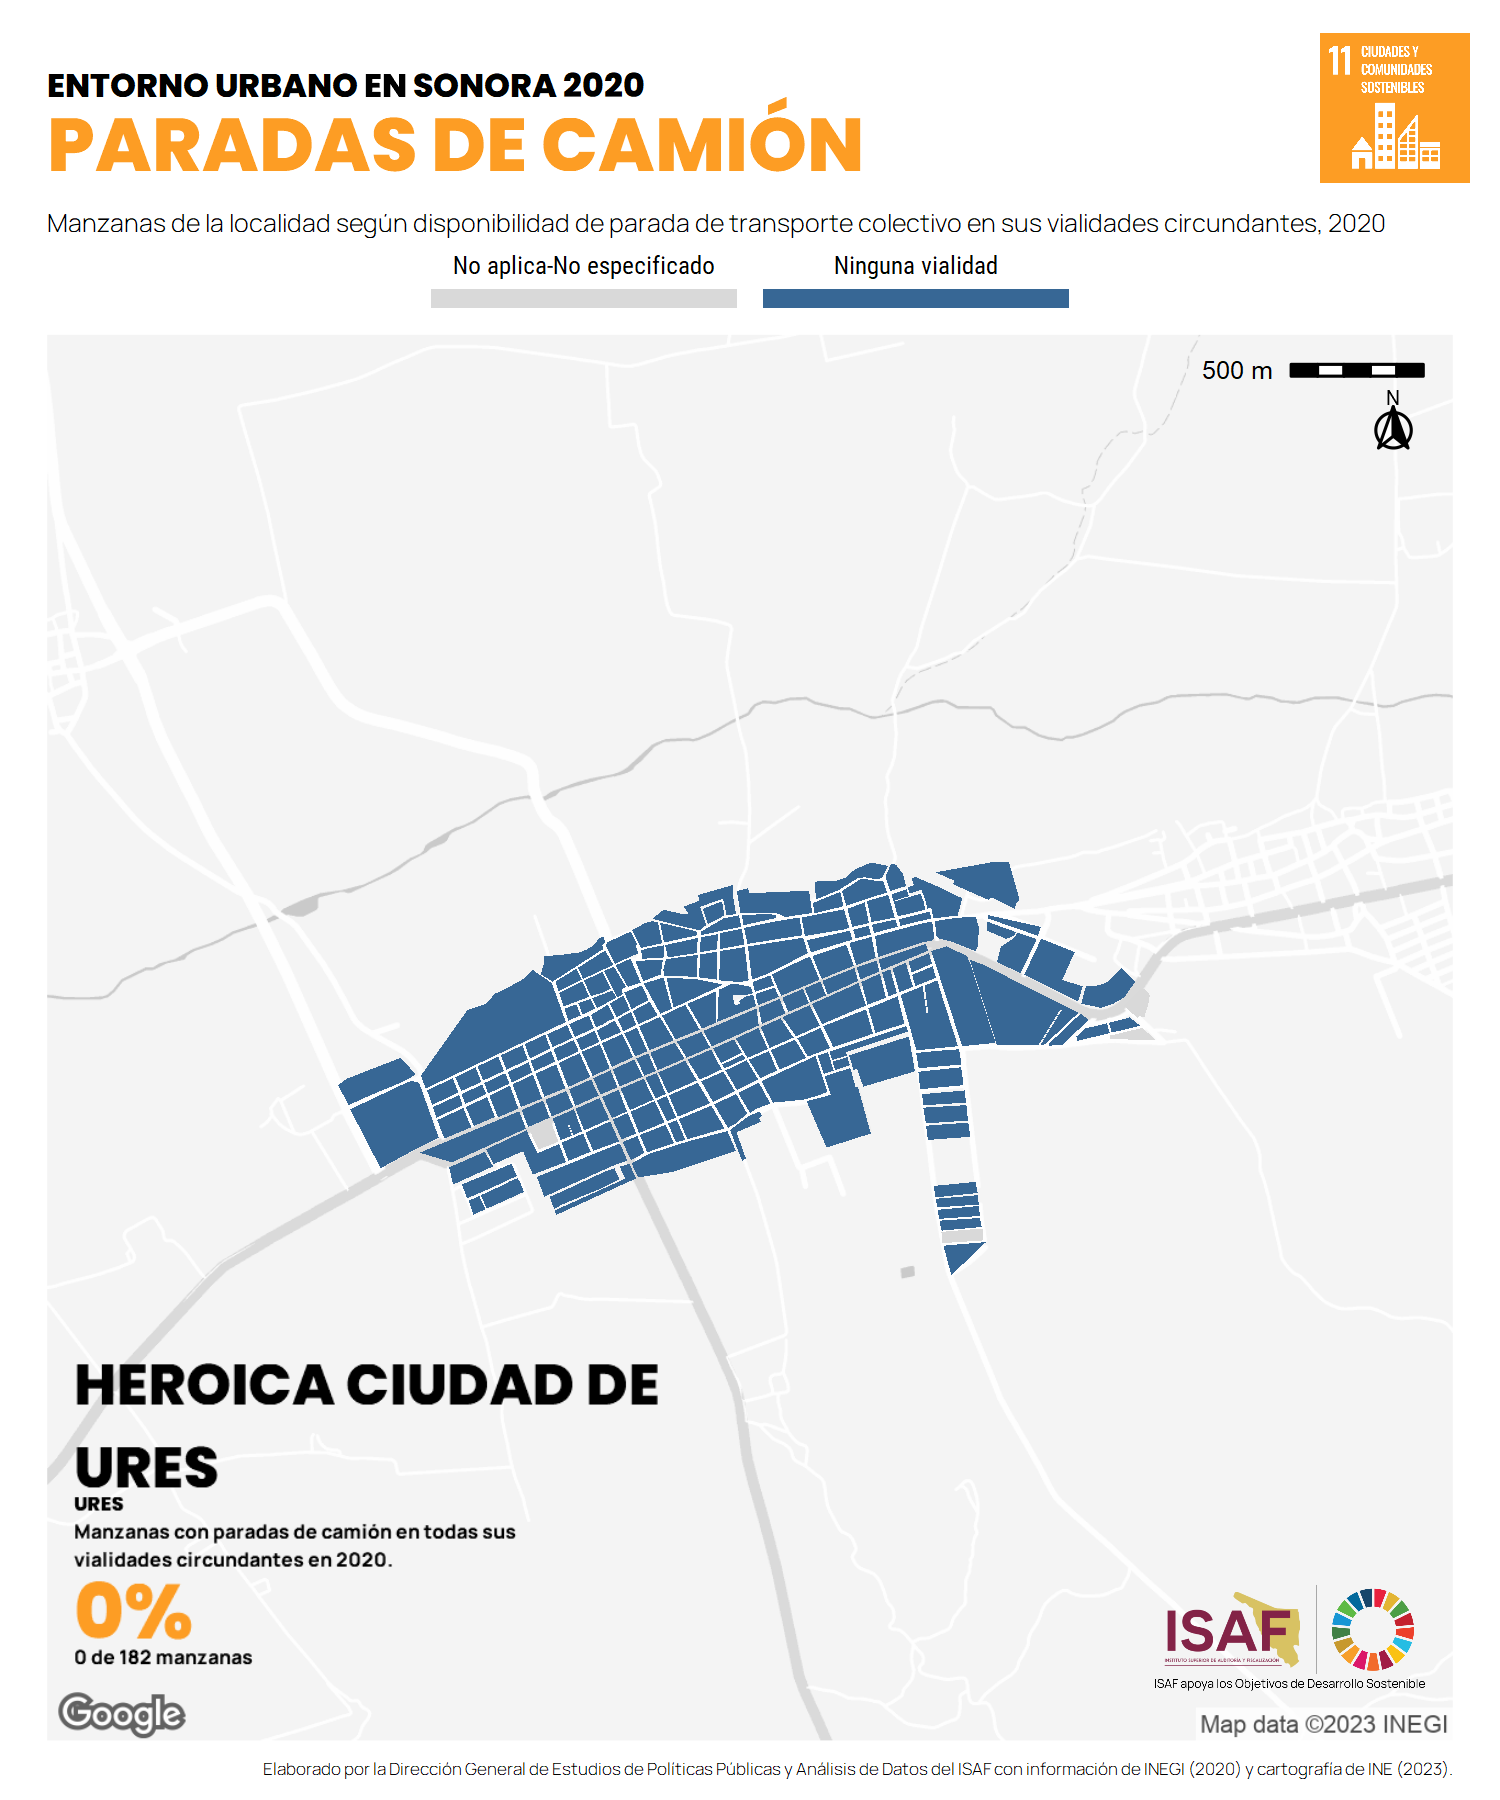 ENTORNO URBANO EN SONORA 2020
PARADAS DE CAMIÓN
11 CIUDADES Y
COMUNIDADES
SOSTENIBLES
Manzanas de la localidad según disponibilidad de parada de transporte colectivo en sus vialidades circundantes, 2020
No aplica-No especificado
Ninguna vialidad
500 m
N
HEROICA CIUDAD DE
URES
URES
Manzanas con paradas de camión en todas sus
vialidades circundantes en 2020.
0%
0 de 182 manzanas
ISAF
INSTITUTO SUPERIOR DE AUDITORÍA Y FISCALIZACIÓN
ISAF apoya los Objetivos de Desarrollo Sostenible
Google
Map data ©2023 INEGI
Elaborado por la Dirección General de Estudios de Políticas Públicas y Análisis de Datos del ISAF con información de INEGI (2020) y cartografía de INE (2023).